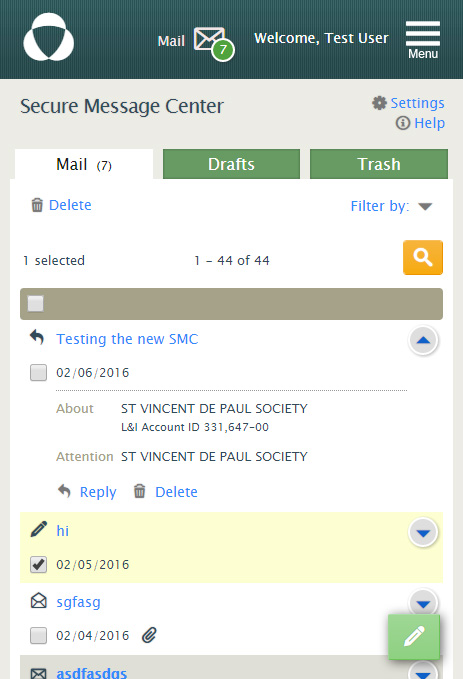 Mail 7 Welcome, Test User
Menu
Secure Message Center
Settings
Help
Mail (7) Drafts Trash
Delete Filter by:
1 selected 1 - 44 of 44
Testing the new SMC
02/06/2016
About ST VINCENT DE PAUL SOCIETY
L&I Account ID 331,647-00
Attention ST VINCENT DE PAUL SOCIETY
Reply Delete
hi
02/05/2016
sgfasg
02/04/2016
asdfasdgs